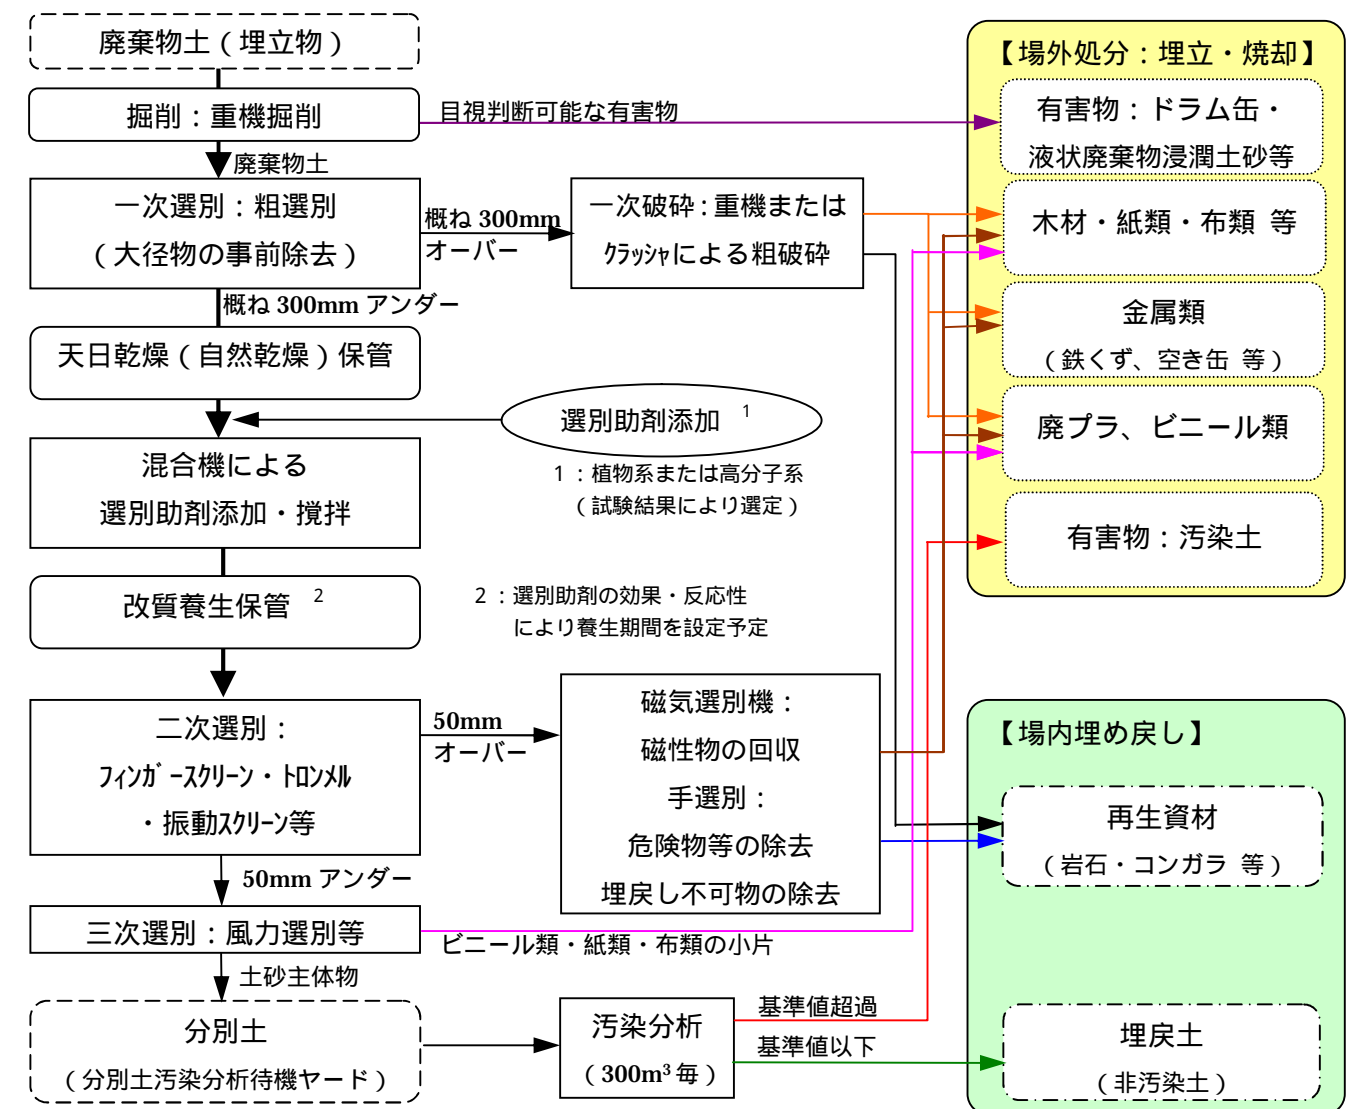 廃棄物土(埋立物)
掘削:重機掘削
目視判断可能な有害物
廃棄物土
一次選別:粗選別
(大径物の事前除去)
概ね 300mm
オーバー
一次破砕:重機または
クラッシャによる粗破砕
概ね 300mm アンダー
天日乾燥(自然乾燥)保管
選別助剤添加 1
1 :植物系または高分子系
(試験結果により選定)
混合機による
選別助剤添加・撹拌
改質養生保管 2
2 :選別助剤の効果・反応性
により養生期間を設定予定
二次選別:
フィンガースクリーン・トロンメル
・振動スクリーン等
50mm
オーバー
磁気選別機:
磁性物の回収
手選別:
危険物等の除去
埋戻し不可物の除去
50mm アンダー
三次選別:風力選別等
ビニール類・紙類・布類の小片
土砂主体物
分別土
(分別土汚染分析待機ヤード)
汚染分析
(300m³ 毎)
基準値超過
基準値以下
【場外処分:埋立・焼却】
有害物:ドラム缶・
液状廃棄物浸潤土砂等
木材・紙類・布類 等
金属類
(鉄くず、空き缶 等)
廃プラ、ビニール類
有害物:汚染土
【場内埋め戻し】
再生資材
(岩石・コンガラ 等)
埋戻土
(非汚染土)